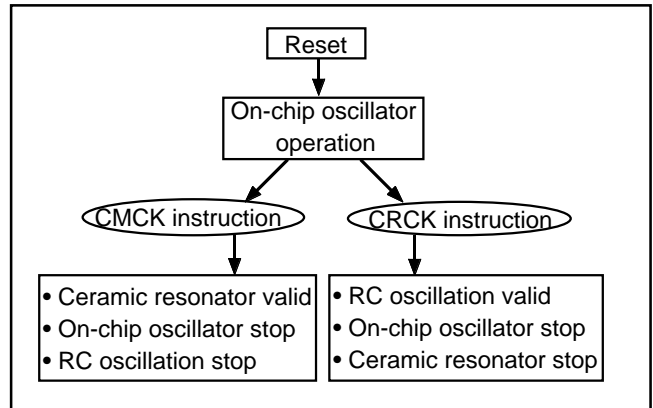 Reset
On-chip oscillator
operation
CMCK instruction
CRCK instruction
• Ceramic resonator valid
• On-chip oscillator stop
• RC oscillation stop
• RC oscillation valid
• On-chip oscillator stop
• Ceramic resonator stop